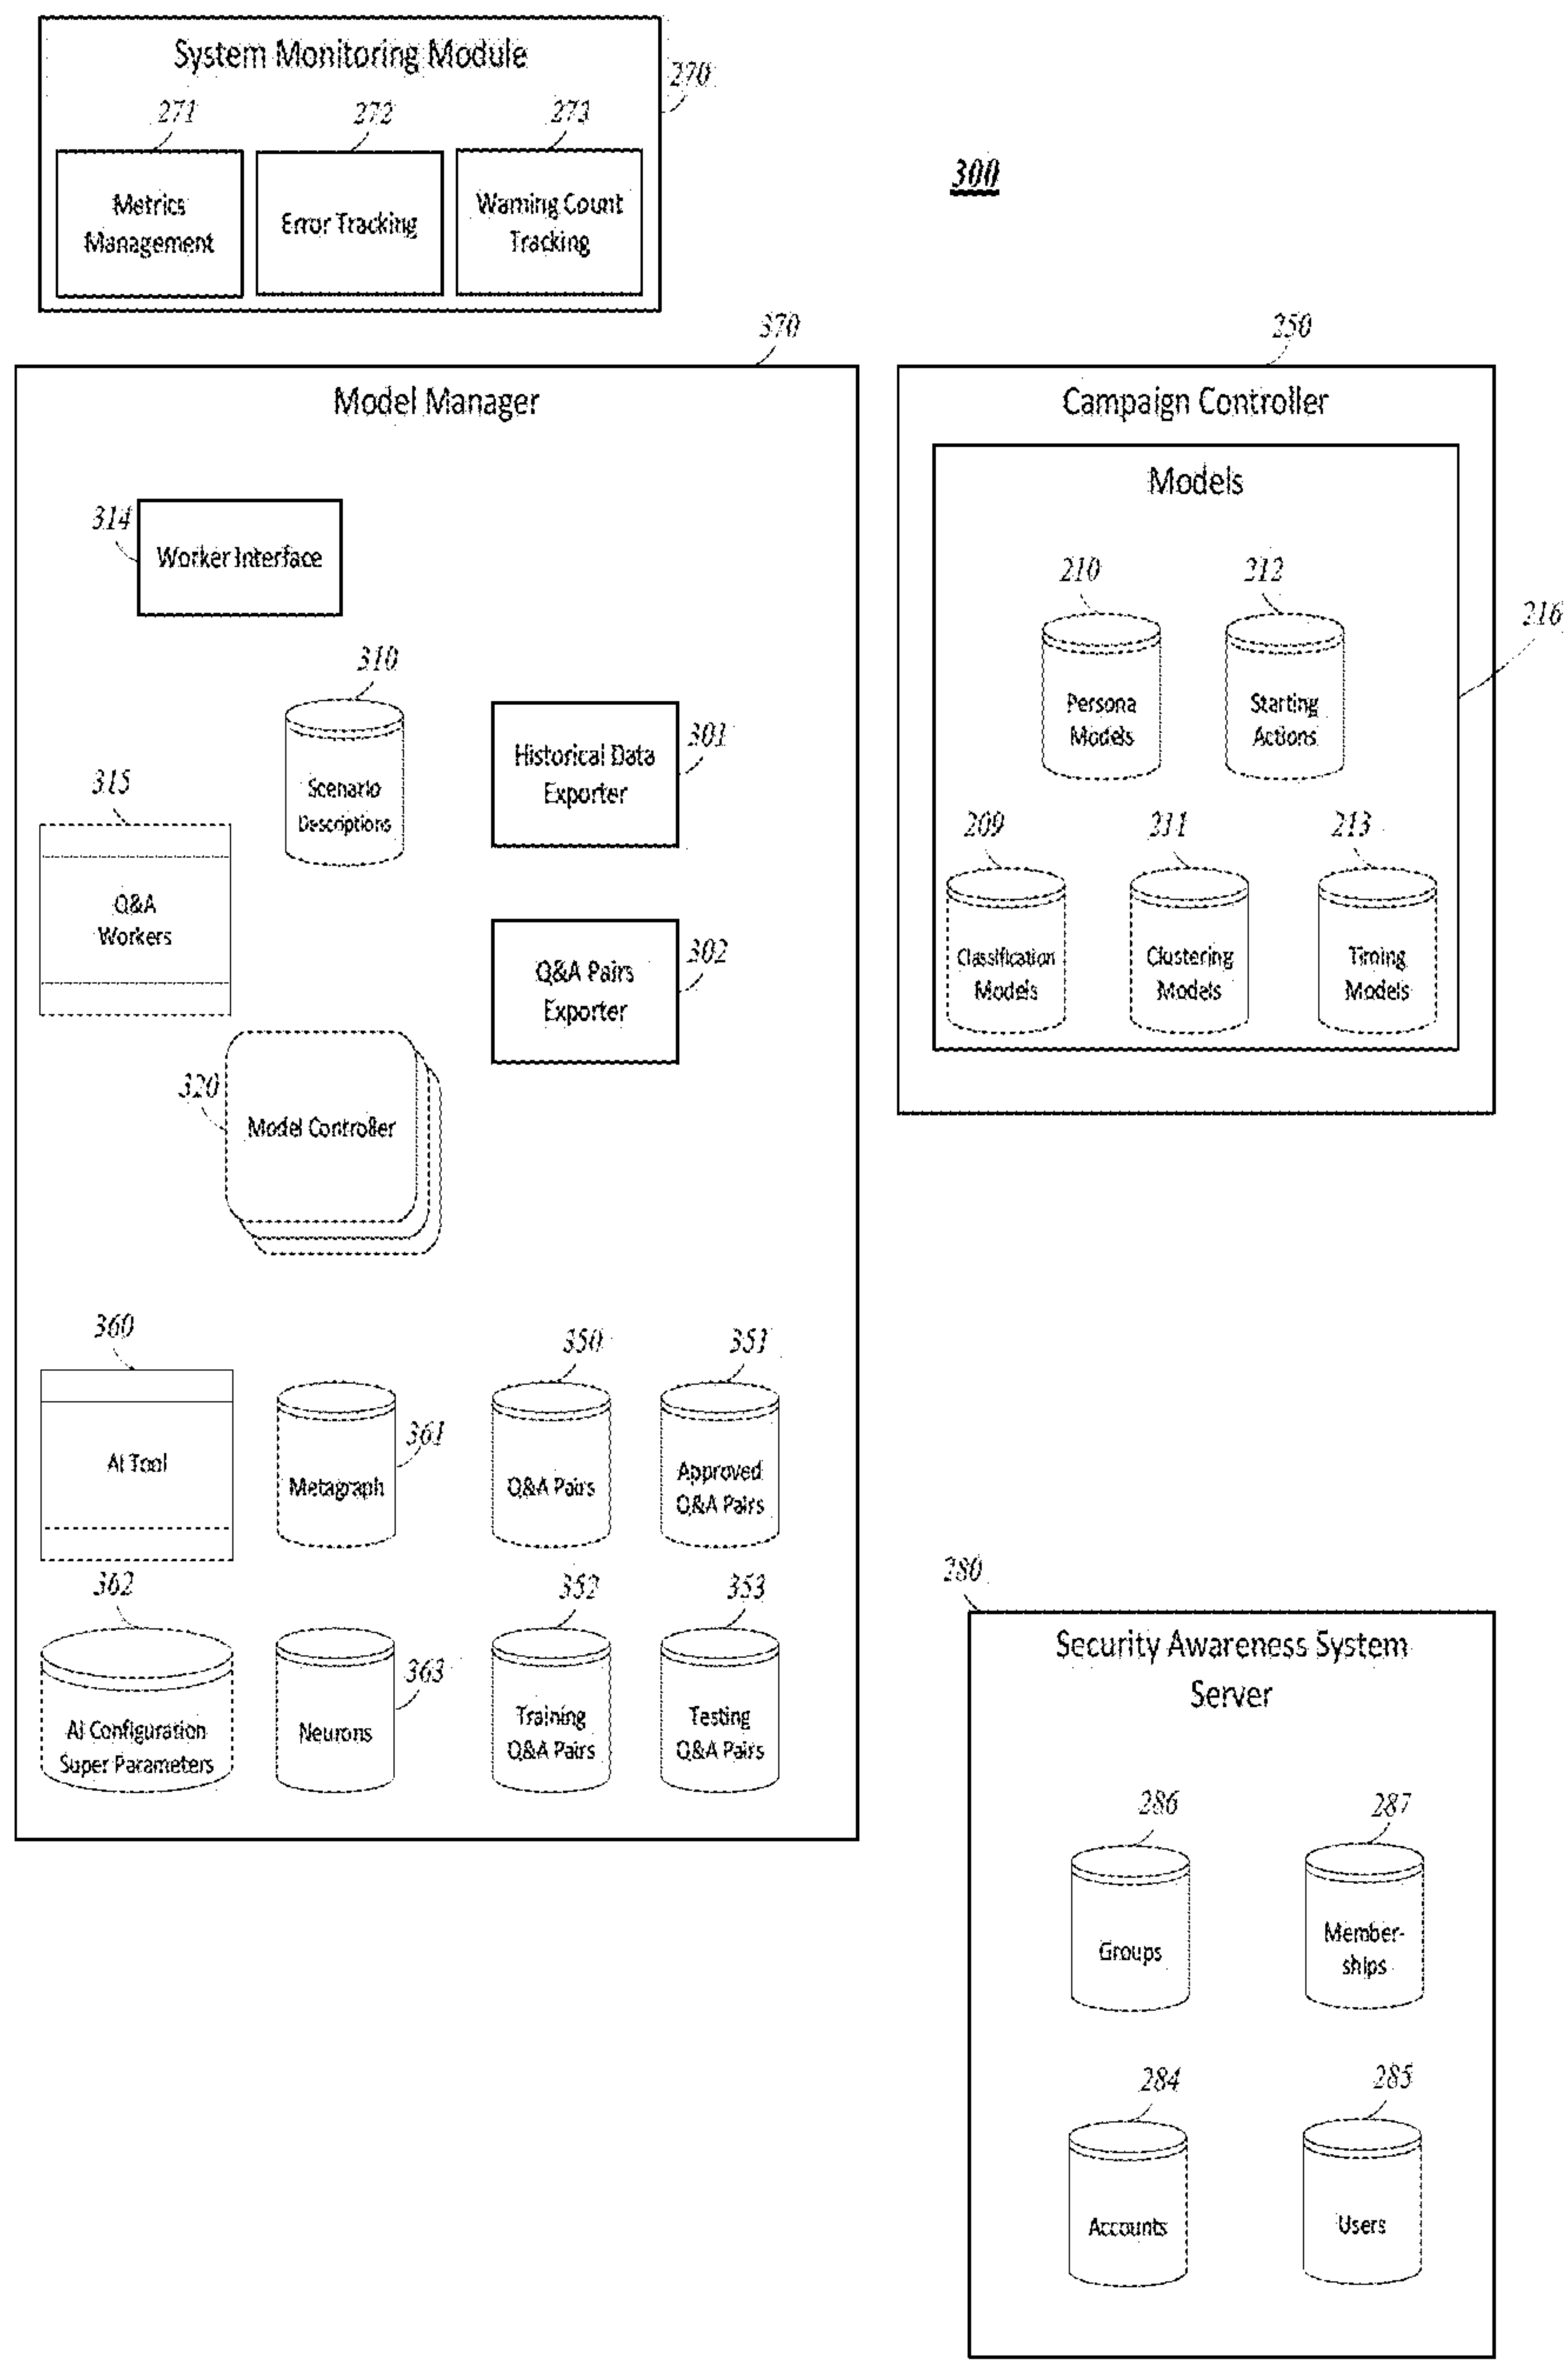 System Monitoring Module
270
271
272
273
Metrics
Management
Error Tracking
Warning Count
Tracking
300
370
Model Manager
314
Worker Interface
310
Scenario
Descriptions
301
Historical Data
Exporter
315
Q&A
Workers
302
Q&A Pairs
Exporter
320
Model Controller
360
AI Tool
361
Metagraph
350
Q&A Pairs
351
Approved
Q&A Pairs
362
AI Configuration
Super Parameters
363
Neurons
352
Training
Q&A Pairs
353
Testing
Q&A Pairs
250
Campaign Controller
Models
216
210
Persona
Models
212
Starting
Actions
209
Classification
Models
211
Clustering
Models
213
Timing
Models
280
Security Awareness System
Server
286
Groups
287
Member-
ships
284
Accounts
285
Users